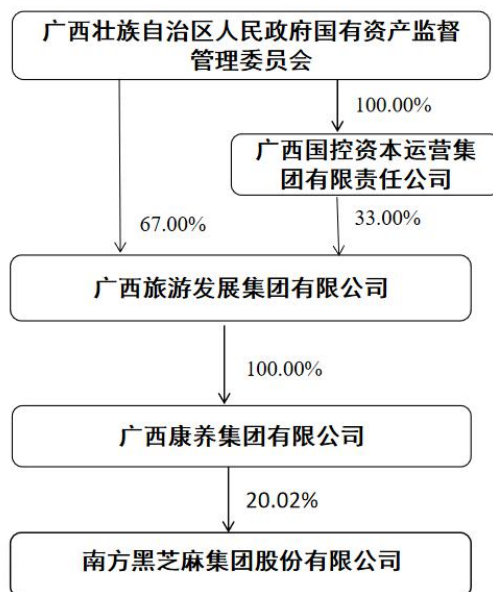 广西壮族自治区人民政府国有资产监督
管理委员会
100.00%
广西国控资本运营集
团有限责任公司
67.00%
33.00%
广西旅游发展集团有限公司
100.00%
广西康养集团有限公司
20.02%
南方黑芝麻集团股份有限公司